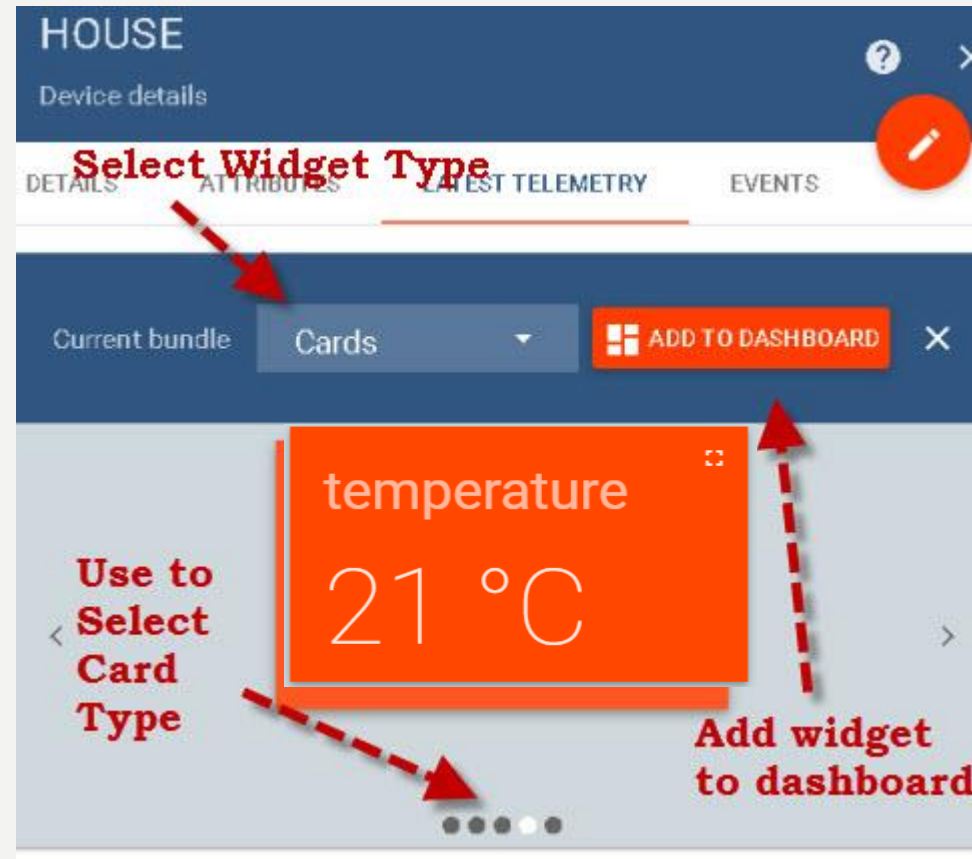 HOUSE
Device details
Select Widget Type
DETAILS ATTRIBUTES LATEST TELEMETRY EVENTS
Current bundle Cards ADD TO DASHBOARD
temperature
21 °C
Use to
Select
Card
Type
Add widget
to dashboard